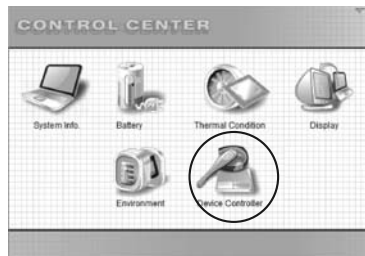 CONTROL CENTER
System Info.
Battery
Thermal Condition
Display
Environment
Device Controller